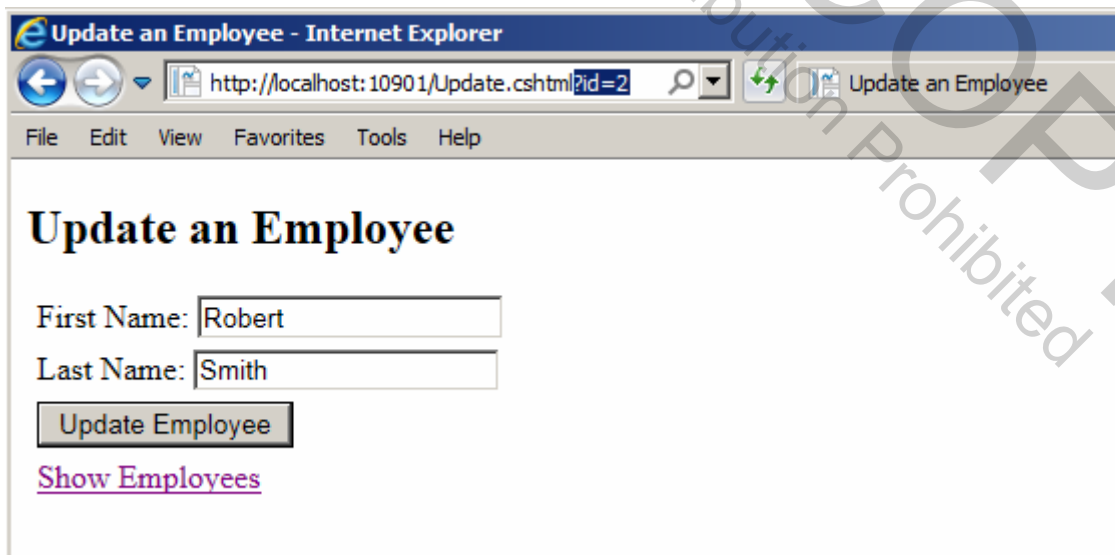 Update an Employee - Internet Explorer
http://localhost:10901/Update.cshtml?id=2 Update an Employee
File Edit View Favorites Tools Help
Update an Employee
First Name: Robert
Last Name: Smith
Update Employee
Show Employees
Prohibited